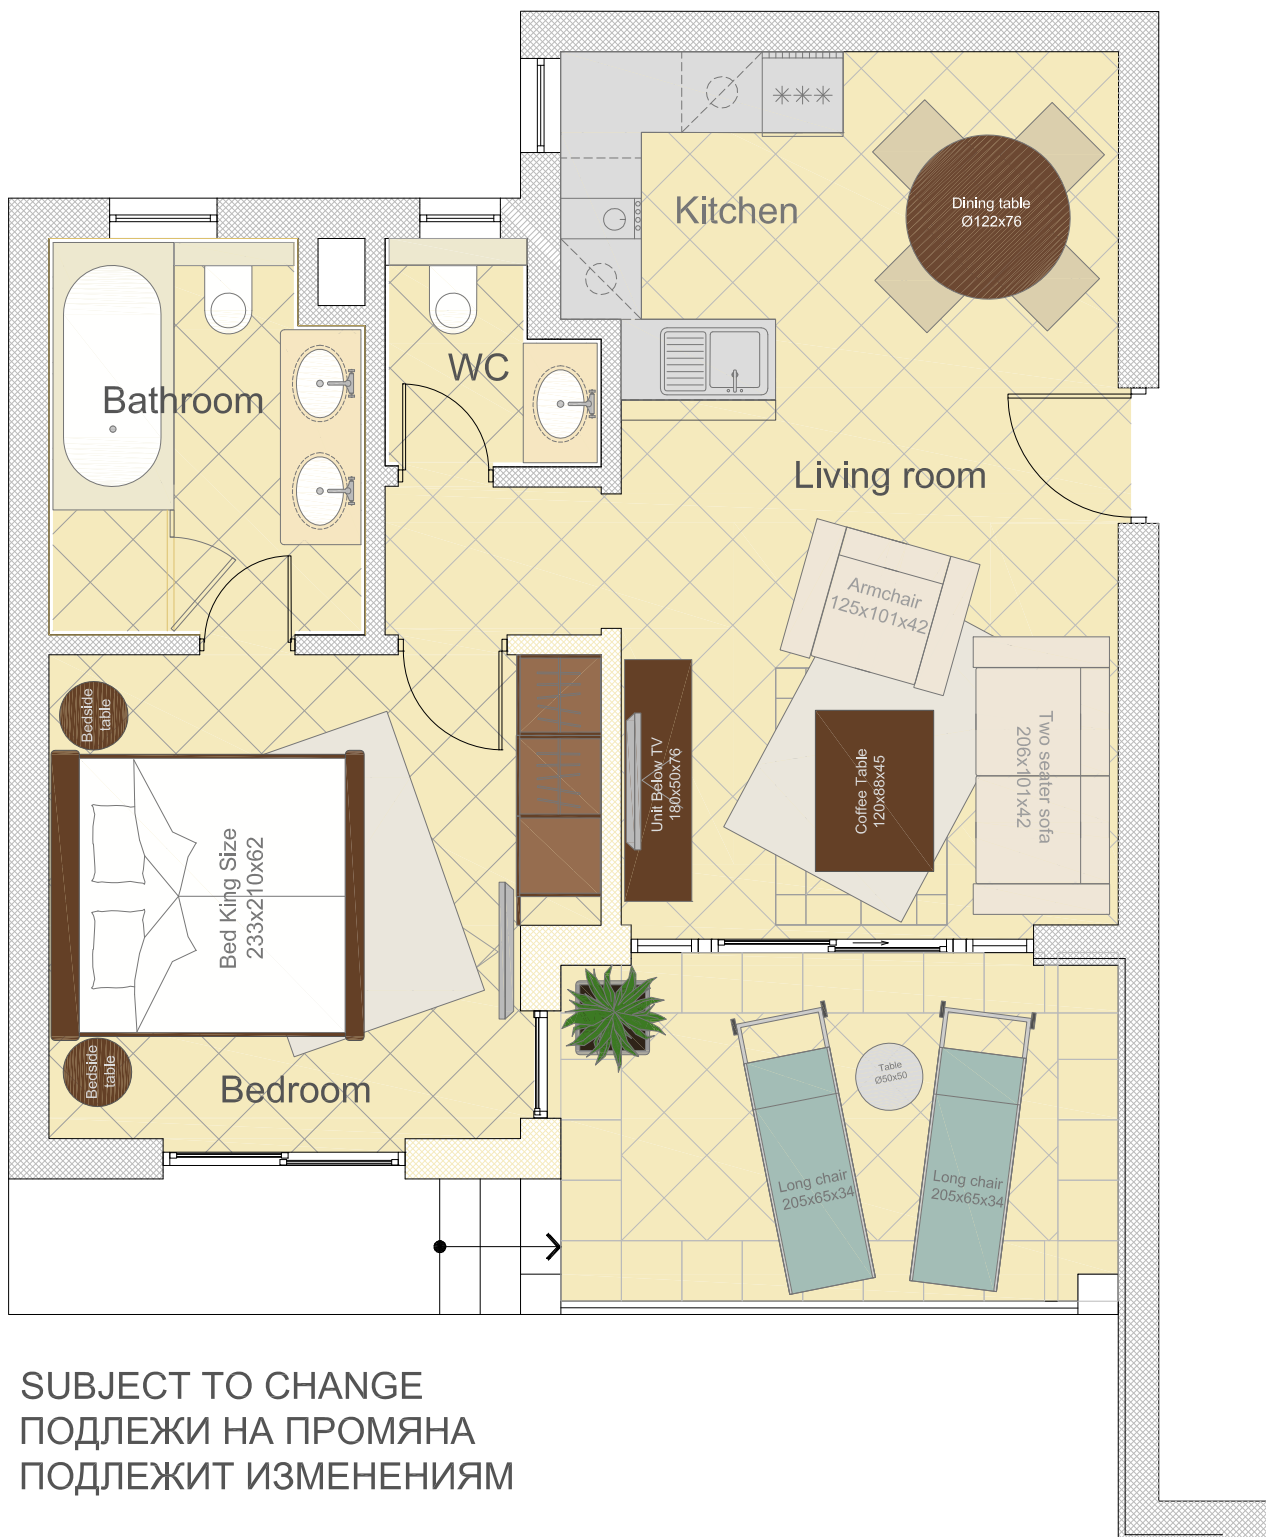 Kitchen
Dining table
Ø122x76
WC
Bathroom
Living room
Armchair
125x101x42
Bedside
table
Two seater sofa
206x101x42
Unit Below TV
180x50x76
Coffee Table
120x88x45
Bed King Size
233x210x62
Bedside
table
Bedroom
Table
Ø50x50
Long chair
205x65x34
Long chair
205x65x34
SUBJECT TO CHANGE
ПОДЛЕЖИ НА ПРОМЯНА
ПОДЛЕЖИТ ИЗМЕНЕНИЯМ